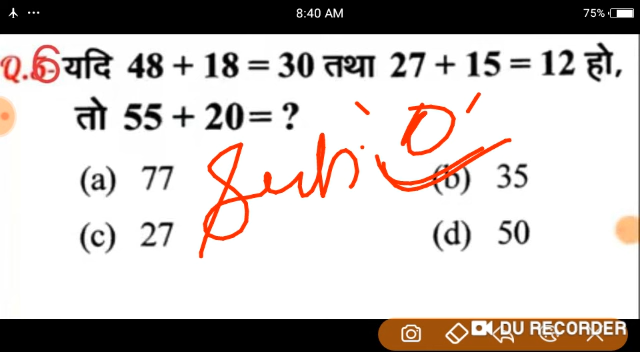 8:40 AM 75%
Q.6 यदि 48 + 18 = 30 तथा 27 + 15 = 12 हो,
तो 55 + 20 = ?
(a) 77 (b) 35
(c) 27 (d) 50
DU RECORDER